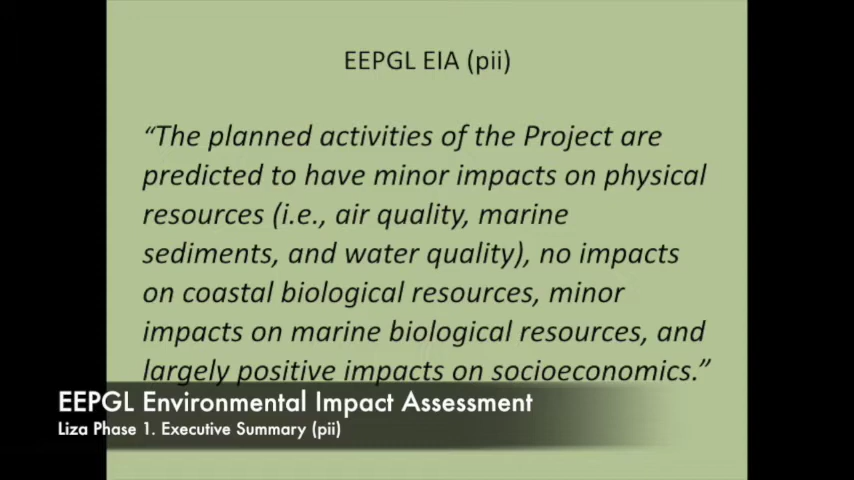 EEPGL EIA (pii)
“The planned activities of the Project are
predicted to have minor impacts on physical
resources (i.e., air quality, marine
sediments, and water quality), no impacts
on coastal biological resources, minor
impacts on marine biological resources, and
largely positive impacts on socioeconomics.”
EEPGL Environmental Impact Assessment
Liza Phase 1. Executive Summary (pii)